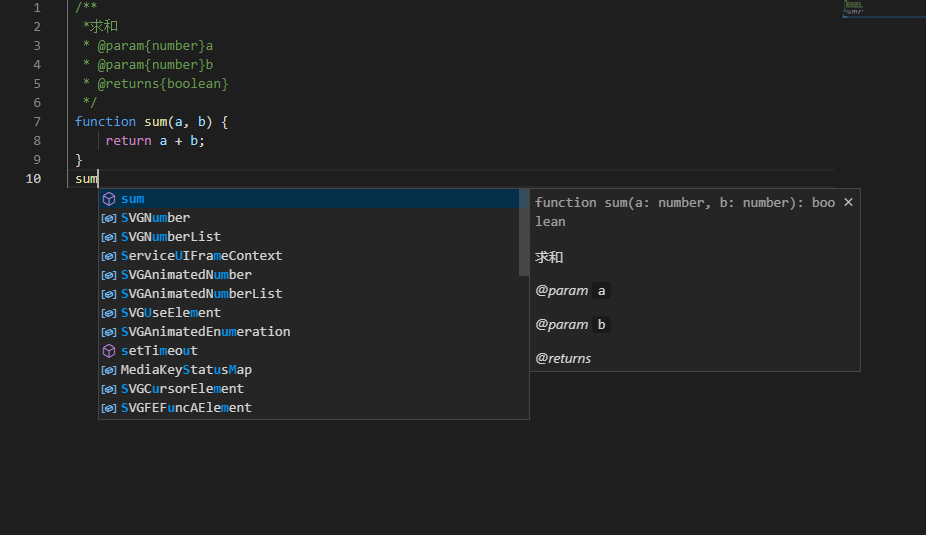 1 /**
2 *求和
3 * @param{number}a
4 * @param{number}b
5 * @returns{boolean}
6 */
7 function sum(a, b) {
8 return a + b;
9 }
10 sum
sum
SVGNumber
SVGNumberList
ServiceUIFrameContext
SVGAnimatedNumber
SVGAnimatedNumberList
SVGUseElement
SVGAnimatedEnumeration
setTimeout
MediaKeyStatusMap
SVGCursorElement
SVGFEFuncAElement
function sum(a: number, b: number): boo
lean
求和
@param a
@param b
@returns